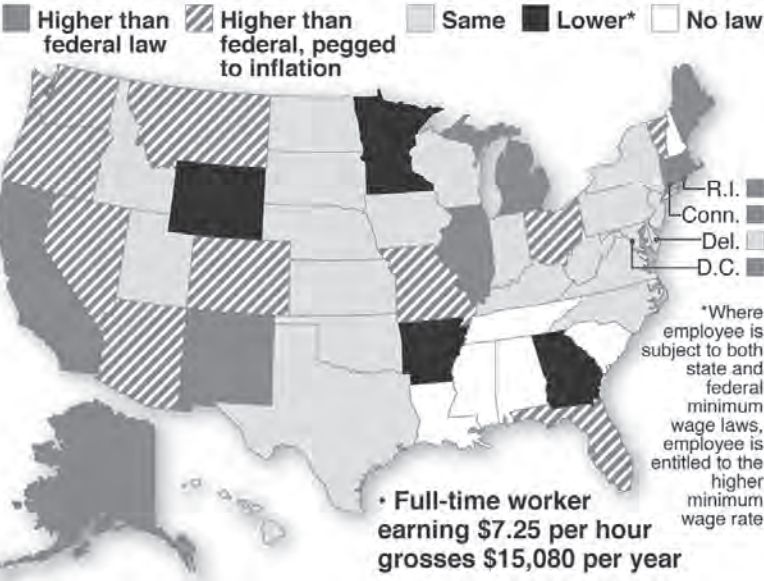 Higher than
federal law
Higher than
federal, pegged
to inflation
Same
Lower*
No law
R.I.
Conn.
Del.
D.C.
*Where
employee is
subject to both
state and
federal
minimum
wage laws,
employee is
entitled to the
higher
minimum
wage rate
· Full-time worker
earning $7.25 per hour
grosses $15,080 per year